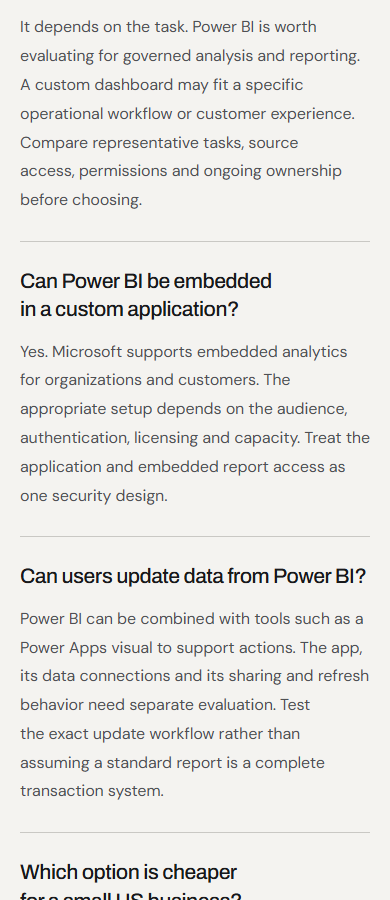 It depends on the task. Power BI is worth
evaluating for governed analysis and reporting.
A custom dashboard may fit a specific
operational workflow or customer experience.
Compare representative tasks, source
access, permissions and ongoing ownership
before choosing.
Can Power BI be embedded
in a custom application?
Yes. Microsoft supports embedded analytics
for organizations and customers. The
appropriate setup depends on the audience,
authentication, licensing and capacity. Treat the
application and embedded report access as
one security design.
Can users update data from Power BI?
Power BI can be combined with tools such as a
Power Apps visual to support actions. The app,
its data connections and its sharing and refresh
behavior need separate evaluation. Test
the exact update workflow rather than
assuming a standard report is a complete
transaction system.
Which option is cheaper
for a small US business?